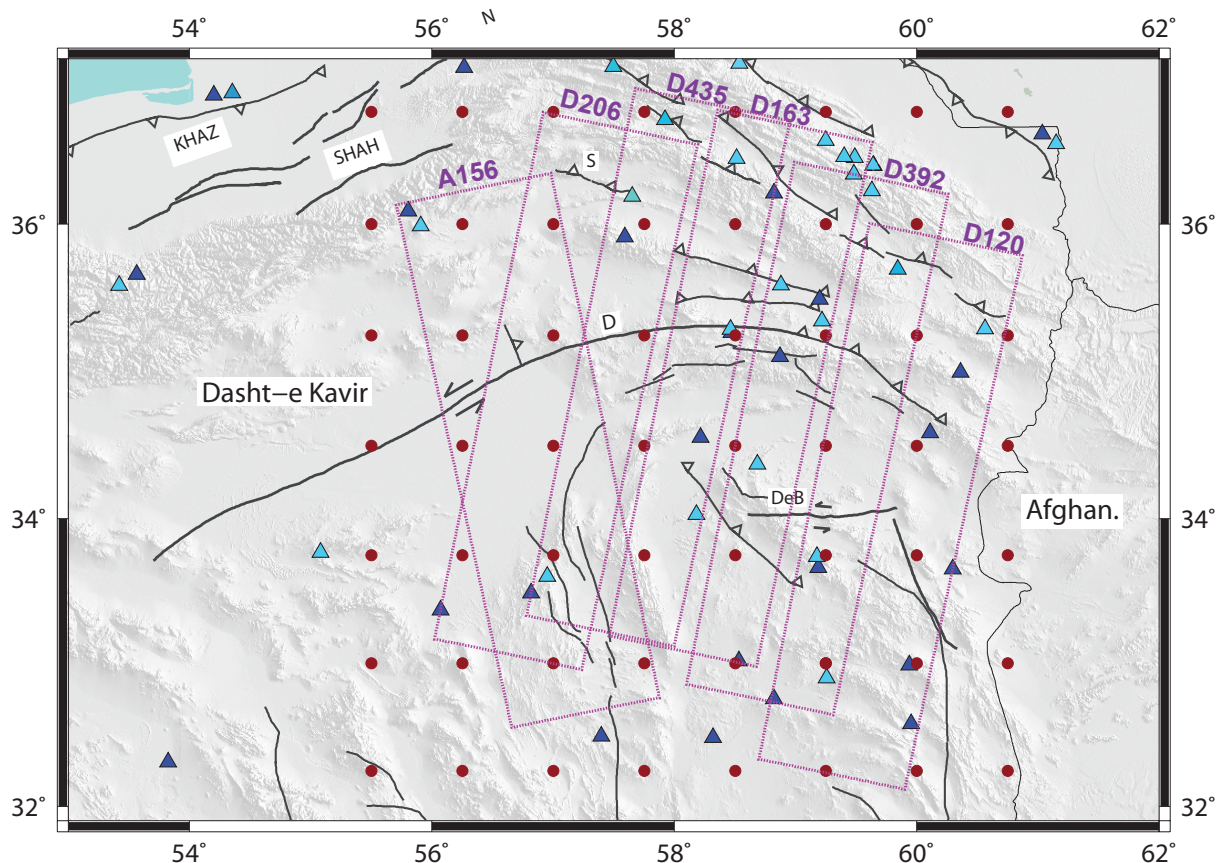 N
54° 56° 58° 60° 62°
D435
D206
D163
KHAZ
SHAH
A156
S
D392
36° 36°
D120
D
Dasht–e Kavir
DeB
34° 34°
Afghan.
32° 32°
54° 56° 58° 60° 62°